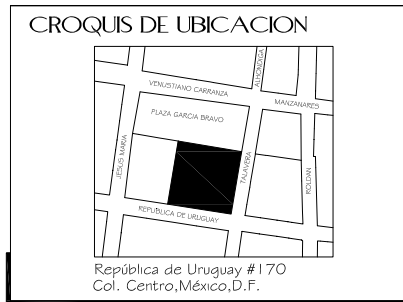 CROQUIS DE UBICACION
ALHONDIGA
VENUSTIANO CARRANZA
MANZANARES
PLAZA GARCIA BRAVO
JESUS MARIA
TALAVERA
ROLDAN
REPUBLICA DE URUGUAY
República de Uruguay #170
Col. Centro,México,D.F.